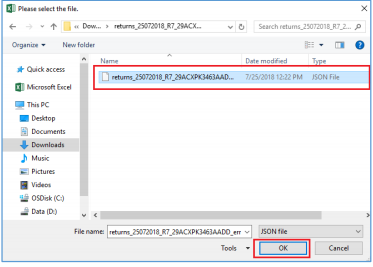 Please select the file.
« Dow... › returns_25072018_R7_29ACX...
Search returns_25072018_R7_2...
Organize
New folder
Name
Date modified
Type
returns_25072018_R7_29ACXPK3463AAD...
7/25/2018 12:22 PM
JSON File
Quick access
Microsoft Excel
This PC
Desktop
Documents
Downloads
Music
Pictures
Videos
OSDisk (C:)
Data (D:)
File name: returns_25072018_R7_29ACXPK3463AADD_err
JSON file
Tools
OK
Cancel